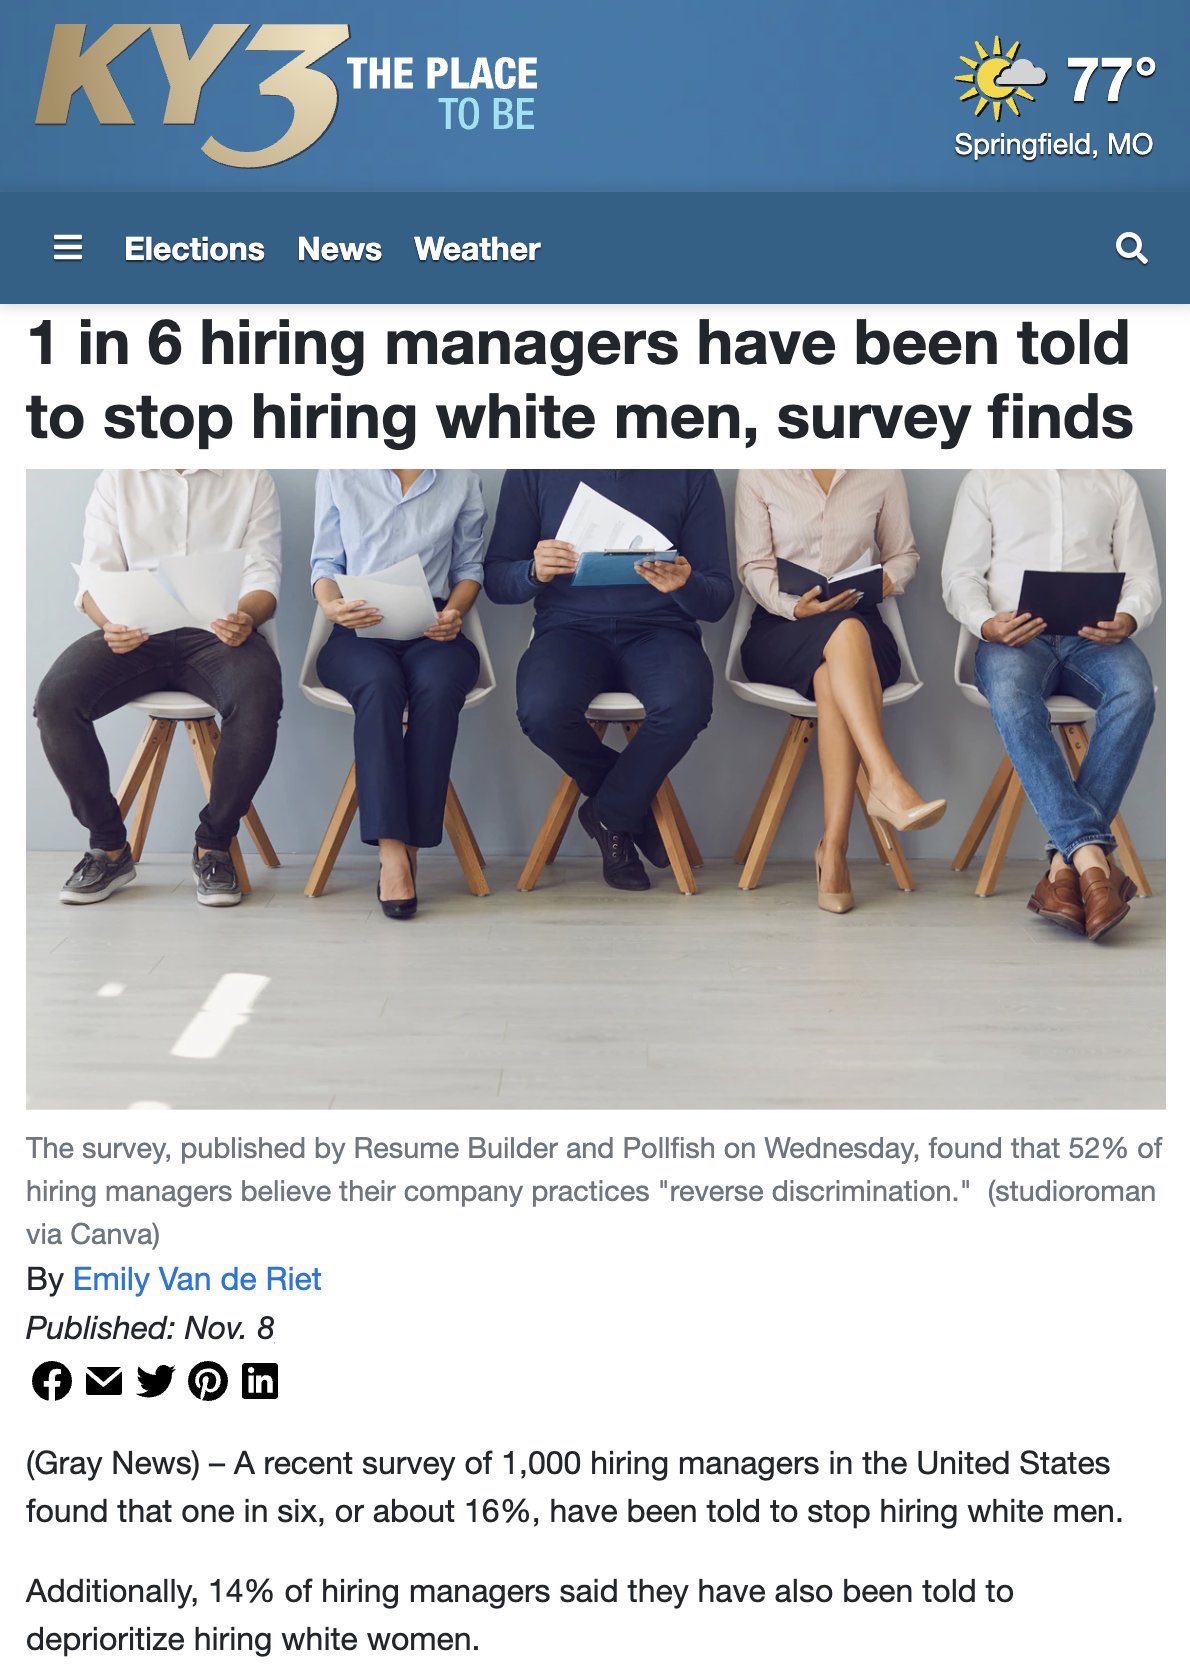 KY3 THE PLACE
TO BE
77°
Springfield, MO
Elections News Weather
1 in 6 hiring managers have been told
to stop hiring white men, survey finds
The survey, published by Resume Builder and Pollfish on Wednesday, found that 52% of
hiring managers believe their company practices "reverse discrimination." (studioroman
via Canva)
By Emily Van de Riet
Published: Nov. 8
(Gray News) – A recent survey of 1,000 hiring managers in the United States
found that one in six, or about 16%, have been told to stop hiring white men.
Additionally, 14% of hiring managers said they have also been told to
deprioritize hiring white women.